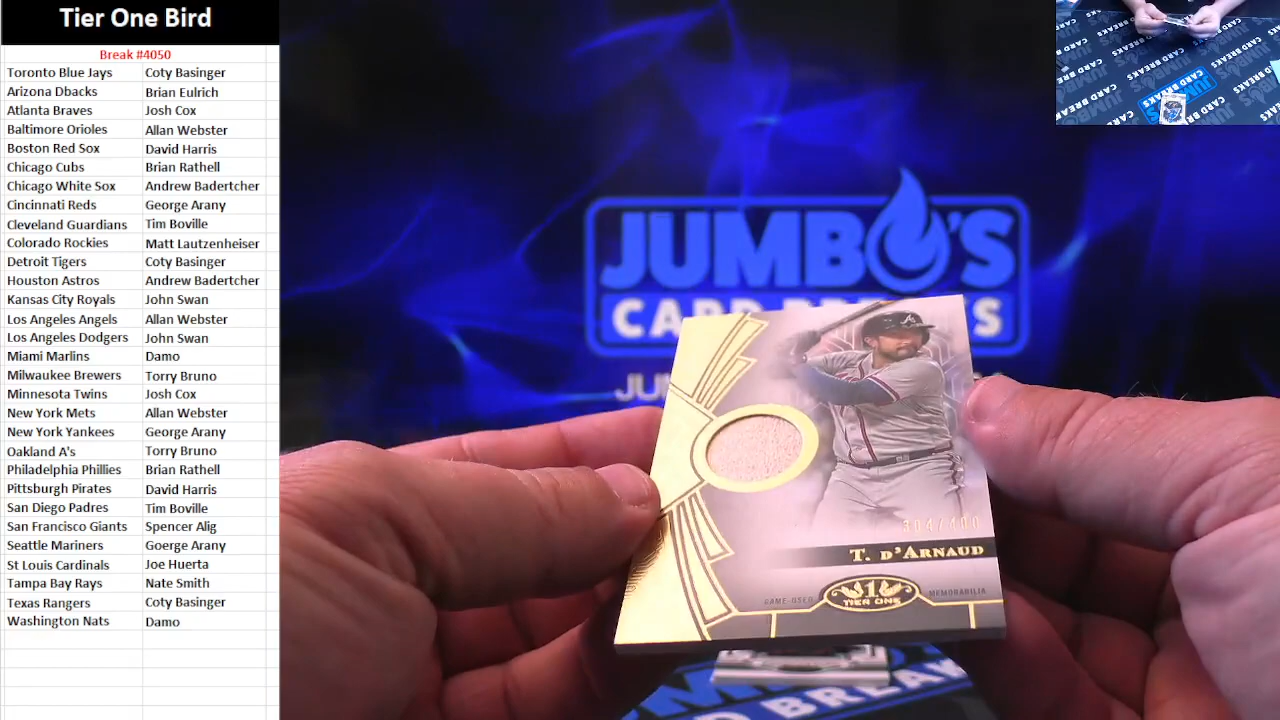 Tier One Bird
Break #4050
Toronto Blue Jays Coty Basinger
Arizona Dbacks Brian Eulrich
Atlanta Braves Josh Cox
Baltimore Orioles Allan Webster
Boston Red Sox David Harris
Chicago Cubs Brian Rathell
Chicago White Sox Andrew Badertcher
Cincinnati Reds George Arany
Cleveland Guardians Tim Boville
Colorado Rockies Matt Lautzenheiser
Detroit Tigers Coty Basinger
Houston Astros Andrew Badertcher
Kansas City Royals John Swan
Los Angeles Angels Allan Webster
Los Angeles Dodgers John Swan
Miami Marlins Damo
Milwaukee Brewers Torry Bruno
Minnesota Twins Josh Cox
New York Mets Allan Webster
New York Yankees George Arany
Oakland A's Torry Bruno
Philadelphia Phillies Brian Rathell
Pittsburgh Pirates David Harris
San Diego Padres Tim Boville
San Francisco Giants Spencer Alig
Seattle Mariners Goerge Arany
St Louis Cardinals Joe Huerta
Tampa Bay Rays Nate Smith
Texas Rangers Coty Basinger
Washington Nats Damo
JUMBO'S
CARD BREAKS
304/400
T. D'ARNAUD
GAME-USED 1 MEMORABILIA
TIER ONE
CARD BREAKS